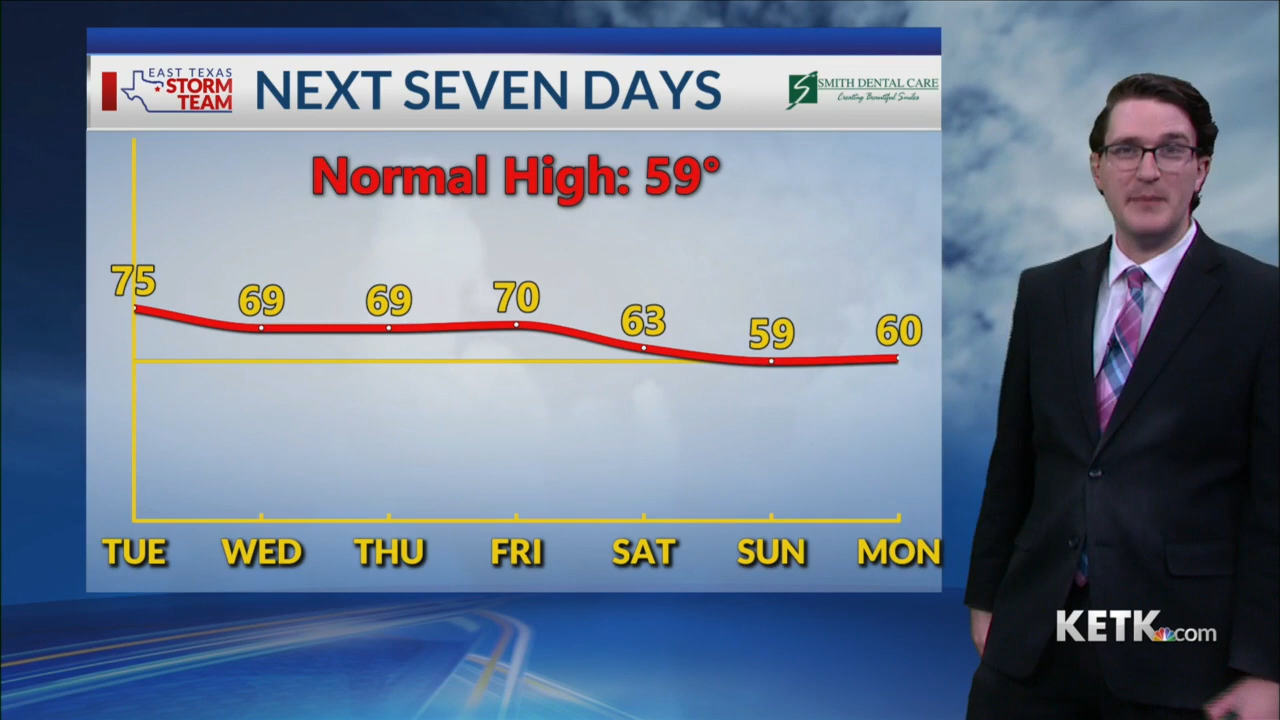 EAST TEXAS
STORM
TEAM
NEXT SEVEN DAYS
SMITH DENTAL CARE
Creating Beautiful Smiles
Normal High: 59°
75 69 69 70 63 59 60
TUE WED THU FRI SAT SUN MON
KETK.com